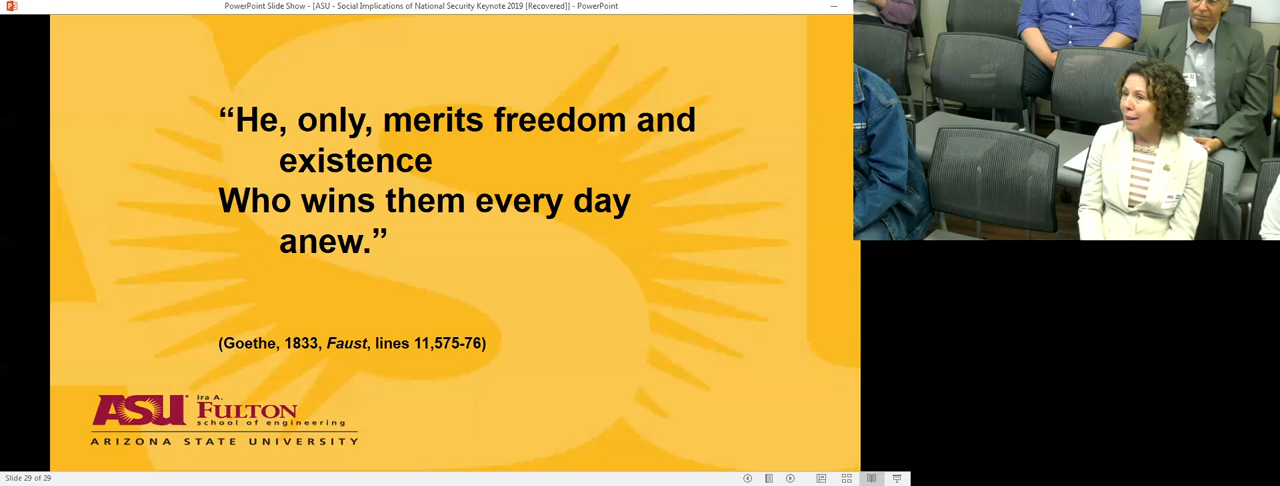 PowerPoint Slide Show - [ASU - Social Implications of National Security Keynote 2019 [Recovered]] - PowerPoint
“He, only, merits freedom and
existence
Who wins them every day
anew.”
(Goethe, 1833, Faust, lines 11,575-76)
ASU
Ira A.
FULTON
school of engineering
ARIZONA STATE UNIVERSITY
Slide 29 of 29